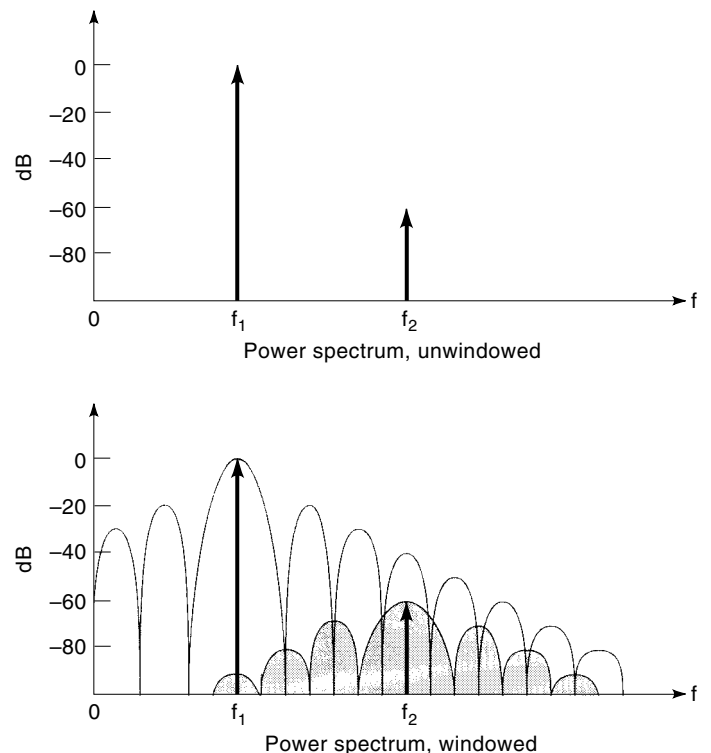 0
−20
−40
−60
−80
dB
0
f₁
f₂
f
Power spectrum, unwindowed
0
−20
−40
−60
−80
dB
0
f₁
f₂
f
Power spectrum, windowed